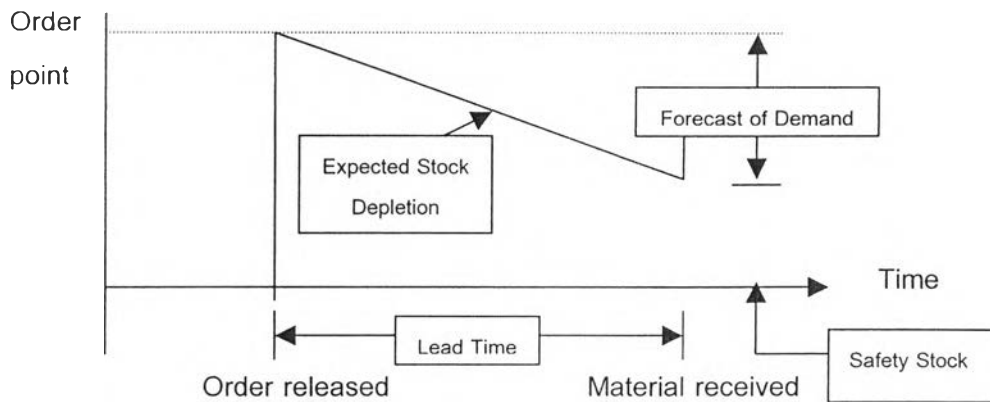 Order
point
Forecast of Demand
Expected Stock
Depletion
Time
Lead Time
Safety Stock
Order released
Material received